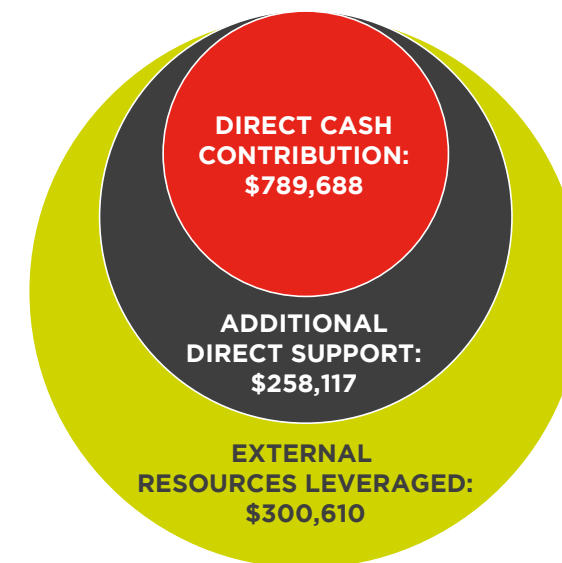 DIRECT CASH
CONTRIBUTION:
$789,688
ADDITIONAL
DIRECT SUPPORT:
$258,117
EXTERNAL
RESOURCES LEVERAGED:
$300,610